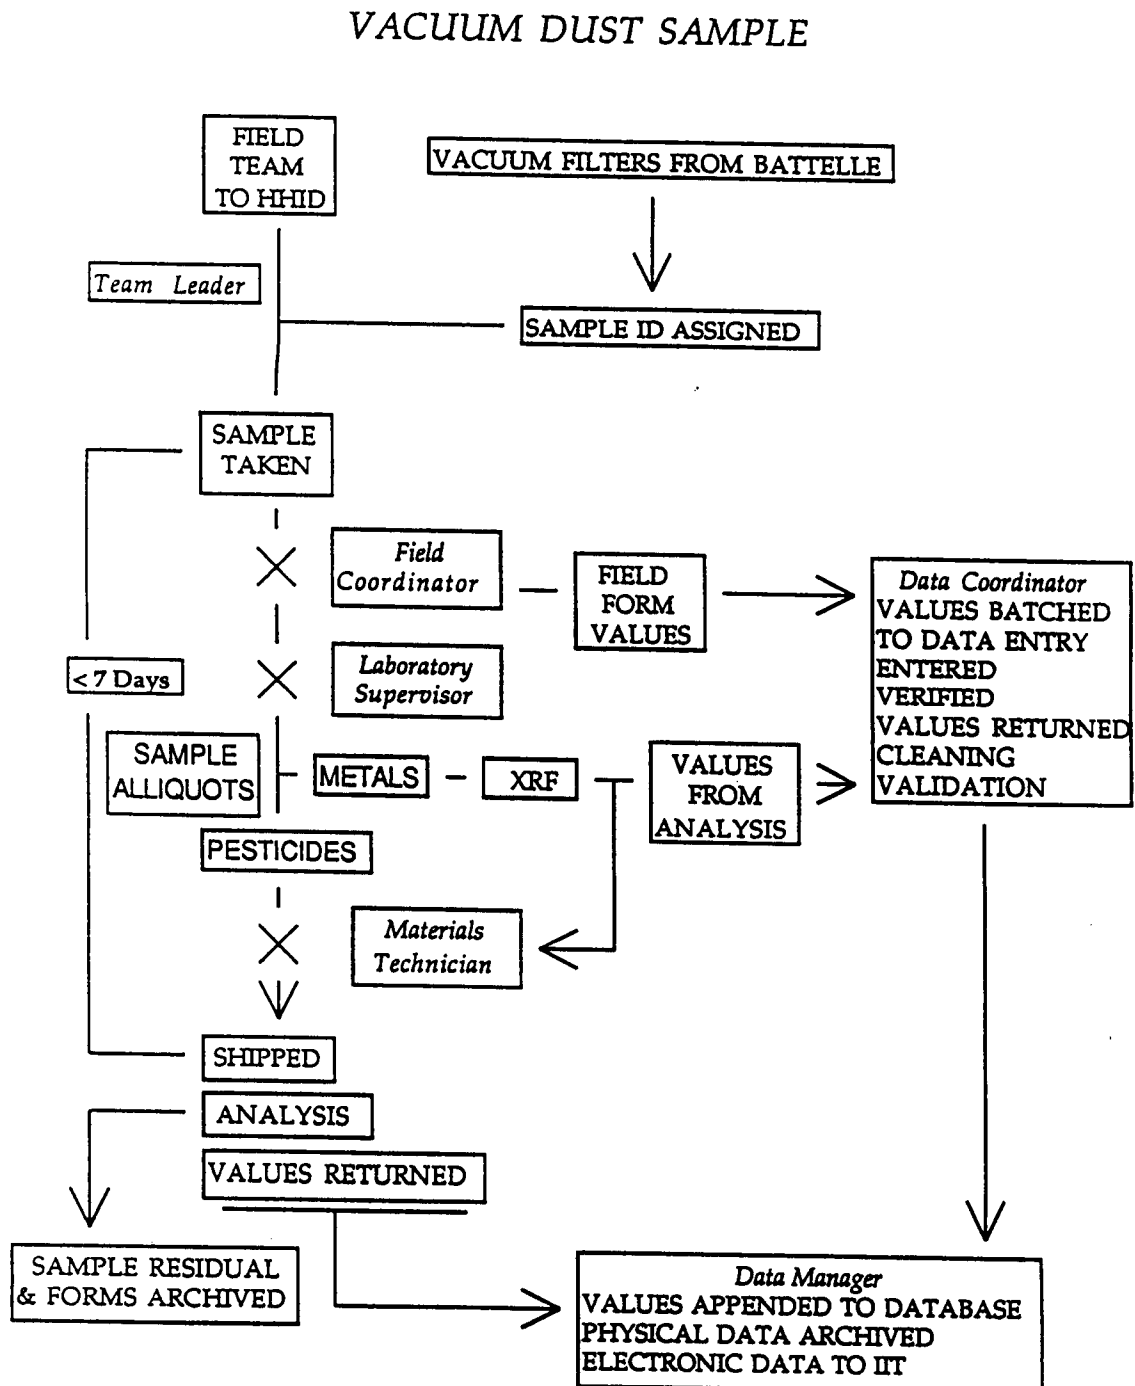 VACUUM DUST SAMPLE
FIELD
TEAM
TO HHID
VACUUM FILTERS FROM BATTELLE
Team Leader
SAMPLE ID ASSIGNED
SAMPLE
TAKEN
Field
Coordinator
FIELD
FORM
VALUES
Data Coordinator
VALUES BATCHED
TO DATA ENTRY
ENTERED
VERIFIED
VALUES RETURNED
CLEANING
VALIDATION
< 7 Days
Laboratory
Supervisor
SAMPLE
ALLIQUOTS
METALS
XRF
VALUES
FROM
ANALYSIS
PESTICIDES
Materials
Technician
SHIPPED
ANALYSIS
VALUES RETURNED
SAMPLE RESIDUAL
& FORMS ARCHIVED
Data Manager
VALUES APPENDED TO DATABASE
PHYSICAL DATA ARCHIVED
ELECTRONIC DATA TO IIT